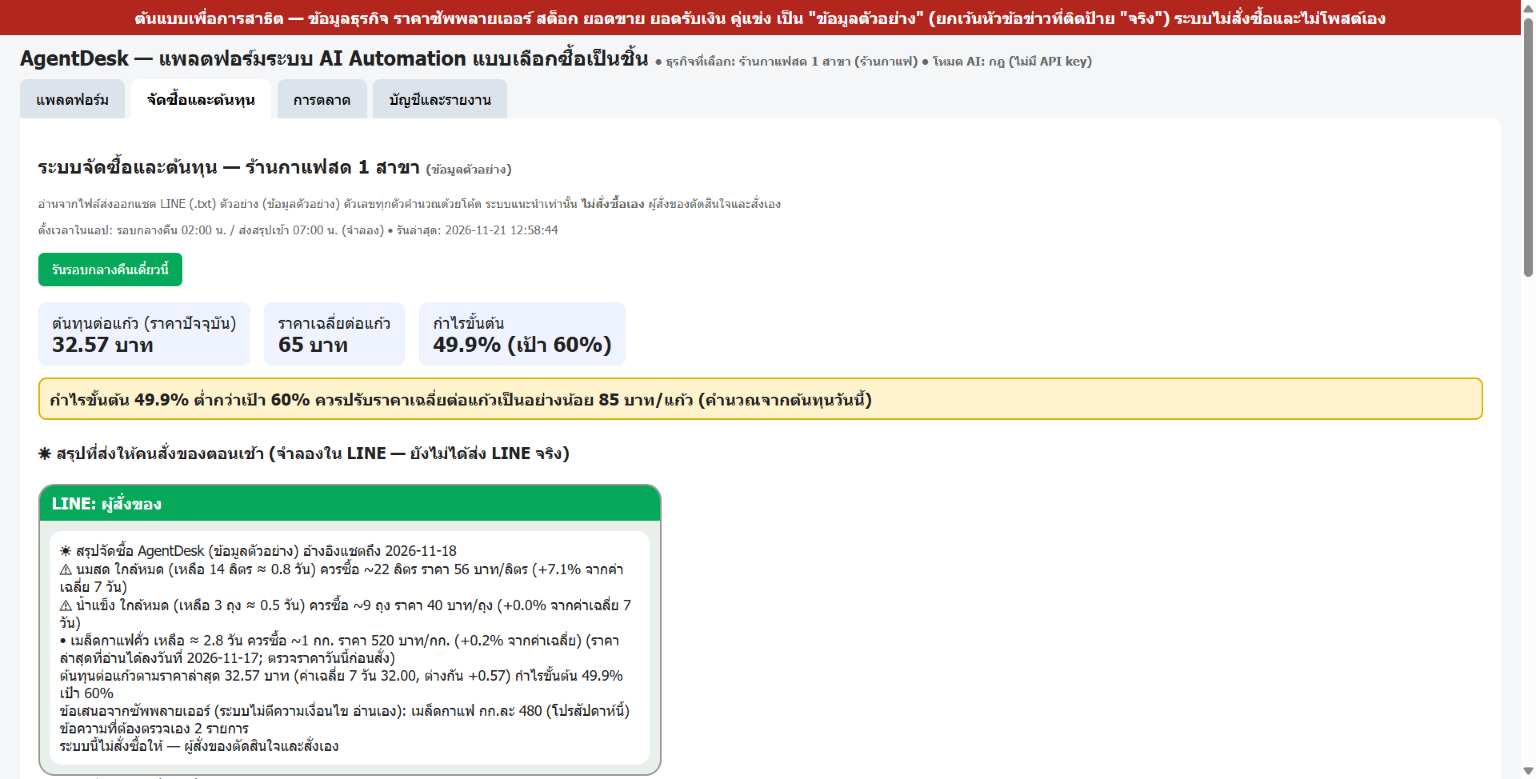 ต้นแบบเพื่อการสาธิต — ข้อมูลธุรกิจ ราคาซัพพลายเออร์ สต็อก ยอดขาย ยอดรับเงิน คู่แข่ง เป็น "ข้อมูลตัวอย่าง" (ยกเว้นหัวข้อข่าวที่ติดป้าย "จริง") ระบบไม่สั่งซื้อและไม่โพสต์เอง
AgentDesk — แพลตฟอร์มระบบ AI Automation แบบเลือกซื้อเป็นชิ้น • ธุรกิจที่เลือก: ร้านกาแฟสด 1 สาขา (ร้านกาแฟ) • โหมด AI: กฎ (ไม่มี API key)
แพลตฟอร์ม
จัดซื้อและต้นทุน
การตลาด
บัญชีและรายงาน
ระบบจัดซื้อและต้นทุน — ร้านกาแฟสด 1 สาขา (ข้อมูลตัวอย่าง)
อ่านจากไฟล์ส่งออกแชต LINE (.txt) ตัวอย่าง (ข้อมูลตัวอย่าง) ตัวเลขทุกตัวคำนวณด้วยโค้ด ระบบแนะนำเท่านั้น ไม่สั่งซื้อเอง ผู้สั่งของตัดสินใจและสั่งเอง
ตั้งเวลาในแอป: รอบกลางคืน 02:00 น. / ส่งสรุปเช้า 07:00 น. (จำลอง) • รันล่าสุด: 2026-11-21 12:58:44
รันรอบกลางคืนเดี๋ยวนี้
ต้นทุนต่อแก้ว (ราคาปัจจุบัน)
32.57 บาท
ราคาเฉลี่ยต่อแก้ว
65 บาท
กำไรขั้นต้น
49.9% (เป้า 60%)
กำไรขั้นต้น 49.9% ต่ำกว่าเป้า 60% ควรปรับราคาเฉลี่ยต่อแก้วเป็นอย่างน้อย 85 บาท/แก้ว (คำนวณจากต้นทุนวันนี้)
☀ สรุปที่ส่งให้คนสั่งของตอนเช้า (จำลองใน LINE — ยังไม่ได้ส่ง LINE จริง)
LINE: ผู้สั่งของ
☀ สรุปจัดซื้อ AgentDesk (ข้อมูลตัวอย่าง) อ้างอิงแชตถึง 2026-11-18
⚠ นมสด ใกล้หมด (เหลือ 14 ลิตร ≈ 0.8 วัน) ควรซื้อ ~22 ลิตร ราคา 56 บาท/ลิตร (+7.1% จากค่า
เฉลี่ย 7 วัน)
⚠ น้ำแข็ง ใกล้หมด (เหลือ 3 ถุง ≈ 0.5 วัน) ควรซื้อ ~9 ถุง ราคา 40 บาท/ถุง (+0.0% จากค่าเฉลี่ย 7
วัน)
• เมล็ดกาแฟคั่ว เหลือ ≈ 2.8 วัน ควรซื้อ ~1 กก. ราคา 520 บาท/กก. (+0.2% จากค่าเฉลี่ย) (ราคา
ล่าสุดที่อ่านได้ลงวันที่ 2026-11-17; ตรวจราคาวันนี้ก่อนสั่ง)
ต้นทุนต่อแก้วตามราคาล่าสุด 32.57 บาท (ค่าเฉลี่ย 7 วัน 32.00, ต่างกัน +0.57) กำไรขั้นต้น 49.9%
เป้า 60%
ข้อเสนอจากซัพพลายเออร์ (ระบบไม่ตีความเงื่อนไข อ่านเอง): เมล็ดกาแฟ กก.ละ 480 (โปรสัปดาห์นี้)
ข้อความที่ต้องตรวจเอง 2 รายการ
ระบบนี้ไม่สั่งซื้อให้ — ผู้สั่งของตัดสินใจและสั่งเอง